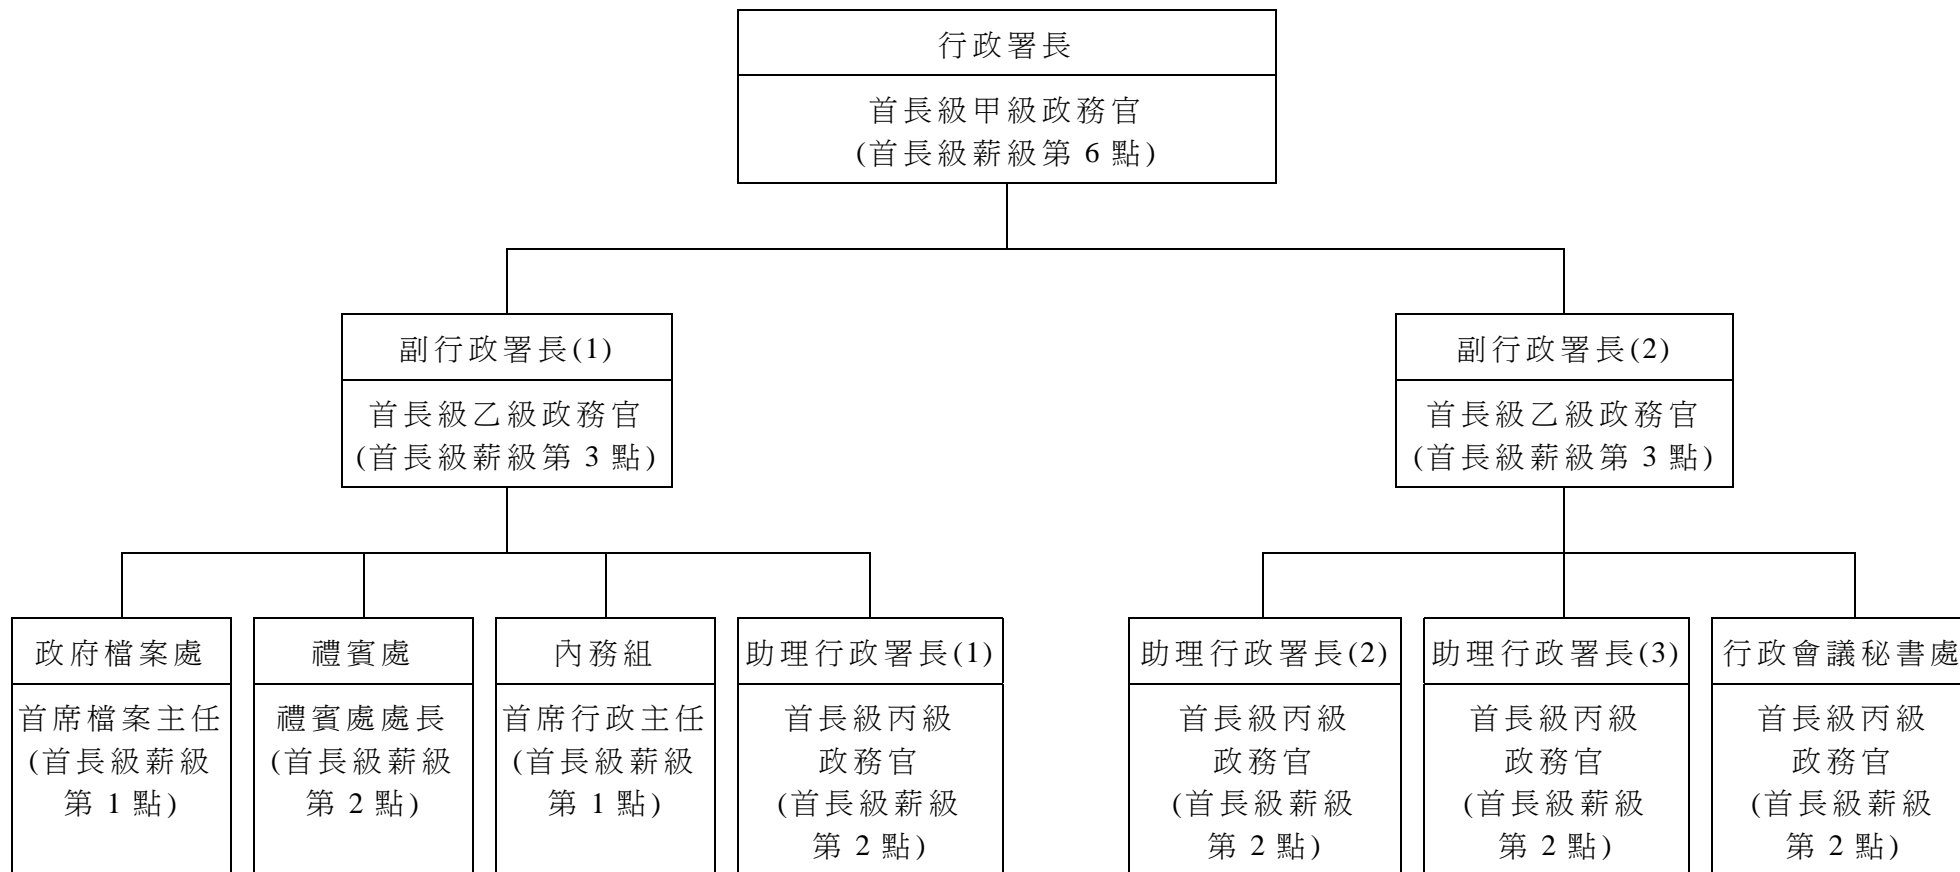 行政署長
首長級甲級政務官
(首長級薪級第 6 點)
副行政署長(1)
首長級乙級政務官
(首長級薪級第 3 點)
副行政署長(2)
首長級乙級政務官
(首長級薪級第 3 點)
政府檔案處
首席檔案主任
(首長級薪級
第 1 點)
禮賓處
禮賓處處長
(首長級薪級
第 2 點)
內務組
首席行政主任
(首長級薪級
第 1 點)
助理行政署長(1)
首長級丙級
政務官
(首長級薪級
第 2 點)
助理行政署長(2)
首長級丙級
政務官
(首長級薪級
第 2 點)
助理行政署長(3)
首長級丙級
政務官
(首長級薪級
第 2 點)
行政會議秘書處
首長級丙級
政務官
(首長級薪級
第 2 點)